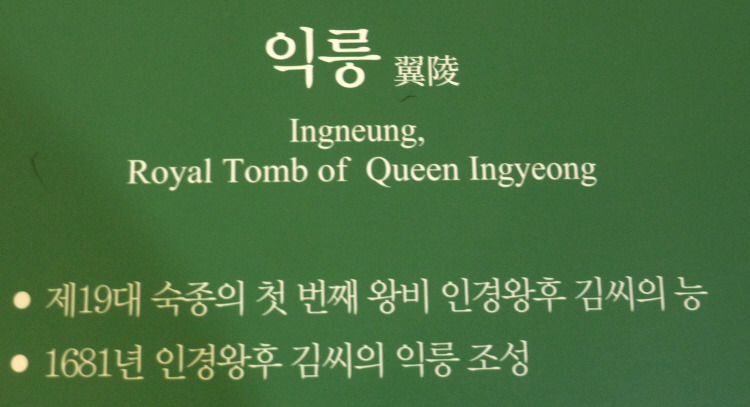 익릉 翼陵
Ingneung,
Royal Tomb of Queen Ingyeong
● 제19대 숙종의 첫 번째 왕비 인경왕후 김씨의 능
● 1681년 인경왕후 김씨의 익릉 조성